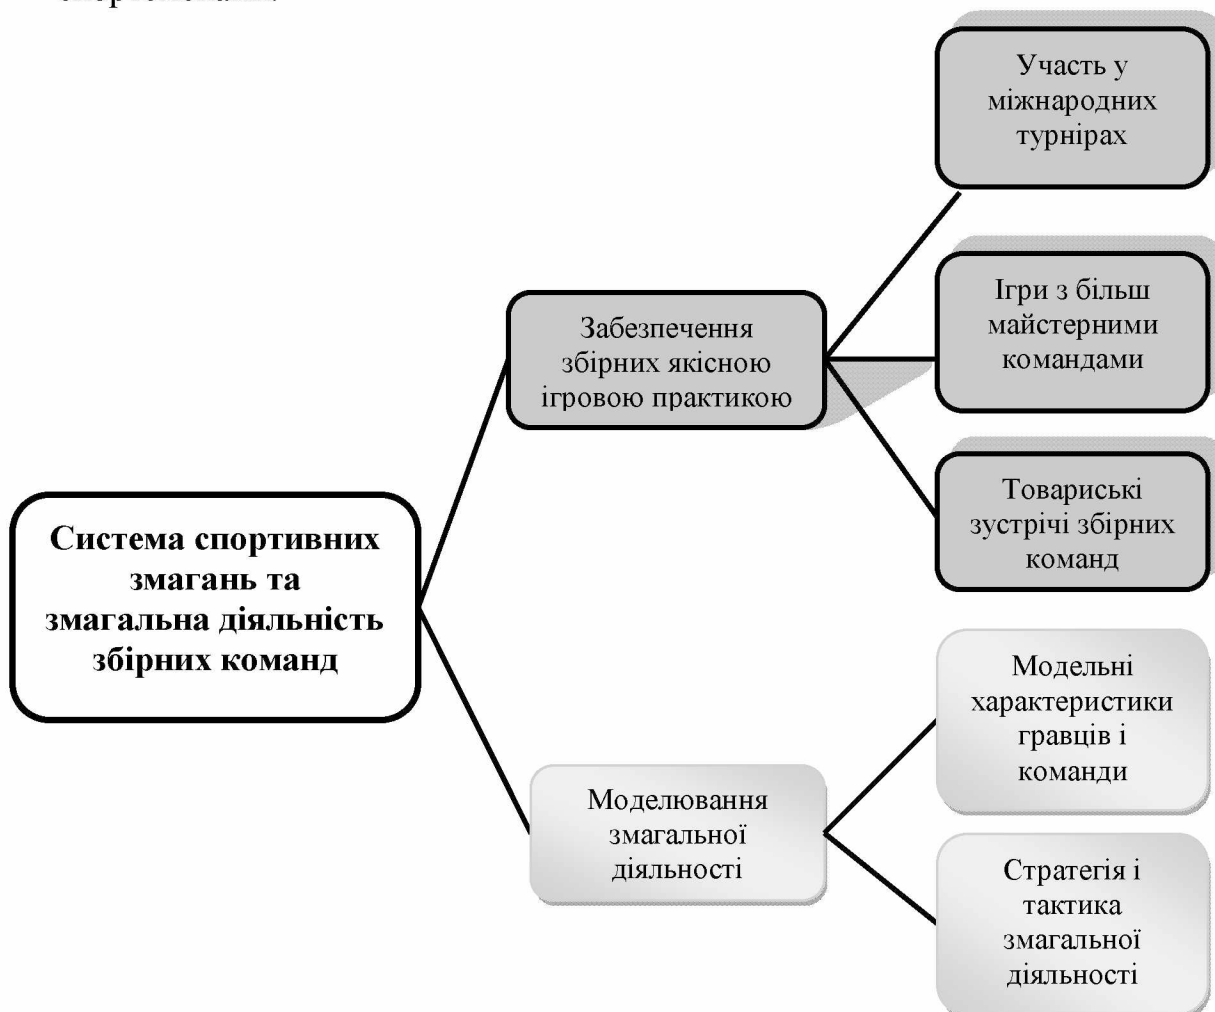 Участь у
міжнародних
турнірах
Ігри з більш
майстерними
командами
Забезпечення
збірних якісною
ігровою практикою
Товариські
зустрічі збірних
команд
Система спортивних
змагань та
змагальна діяльність
збірних команд
Модельні
характеристики
гравців і
команди
Моделювання
змагальної
діяльності
Стратегія і
тактика
змагальної
діяльності